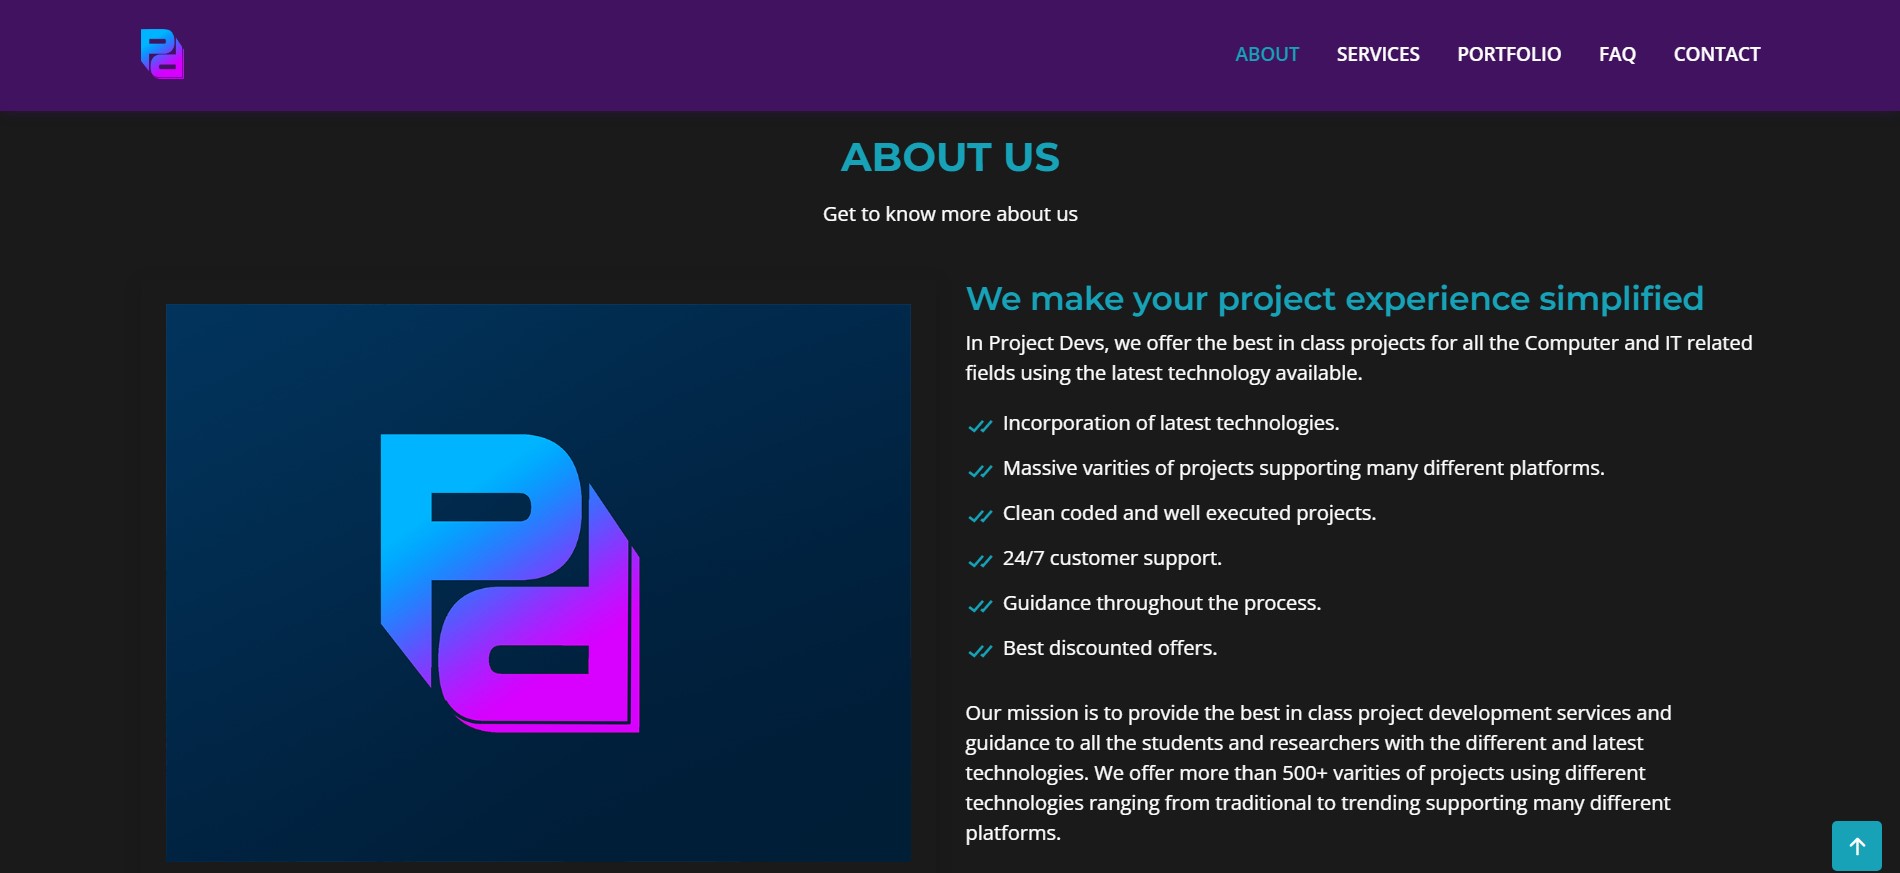 ABOUT SERVICES PORTFOLIO FAQ CONTACT
ABOUT US
Get to know more about us
We make your project experience simplified
In Project Devs, we offer the best in class projects for all the Computer and IT related
fields using the latest technology available.
Incorporation of latest technologies.
Massive varities of projects supporting many different platforms.
Clean coded and well executed projects.
24/7 customer support.
Guidance throughout the process.
Best discounted offers.
Our mission is to provide the best in class project development services and
guidance to all the students and researchers with the different and latest
technologies. We offer more than 500+ varities of projects using different
technologies ranging from traditional to trending supporting many different
platforms.